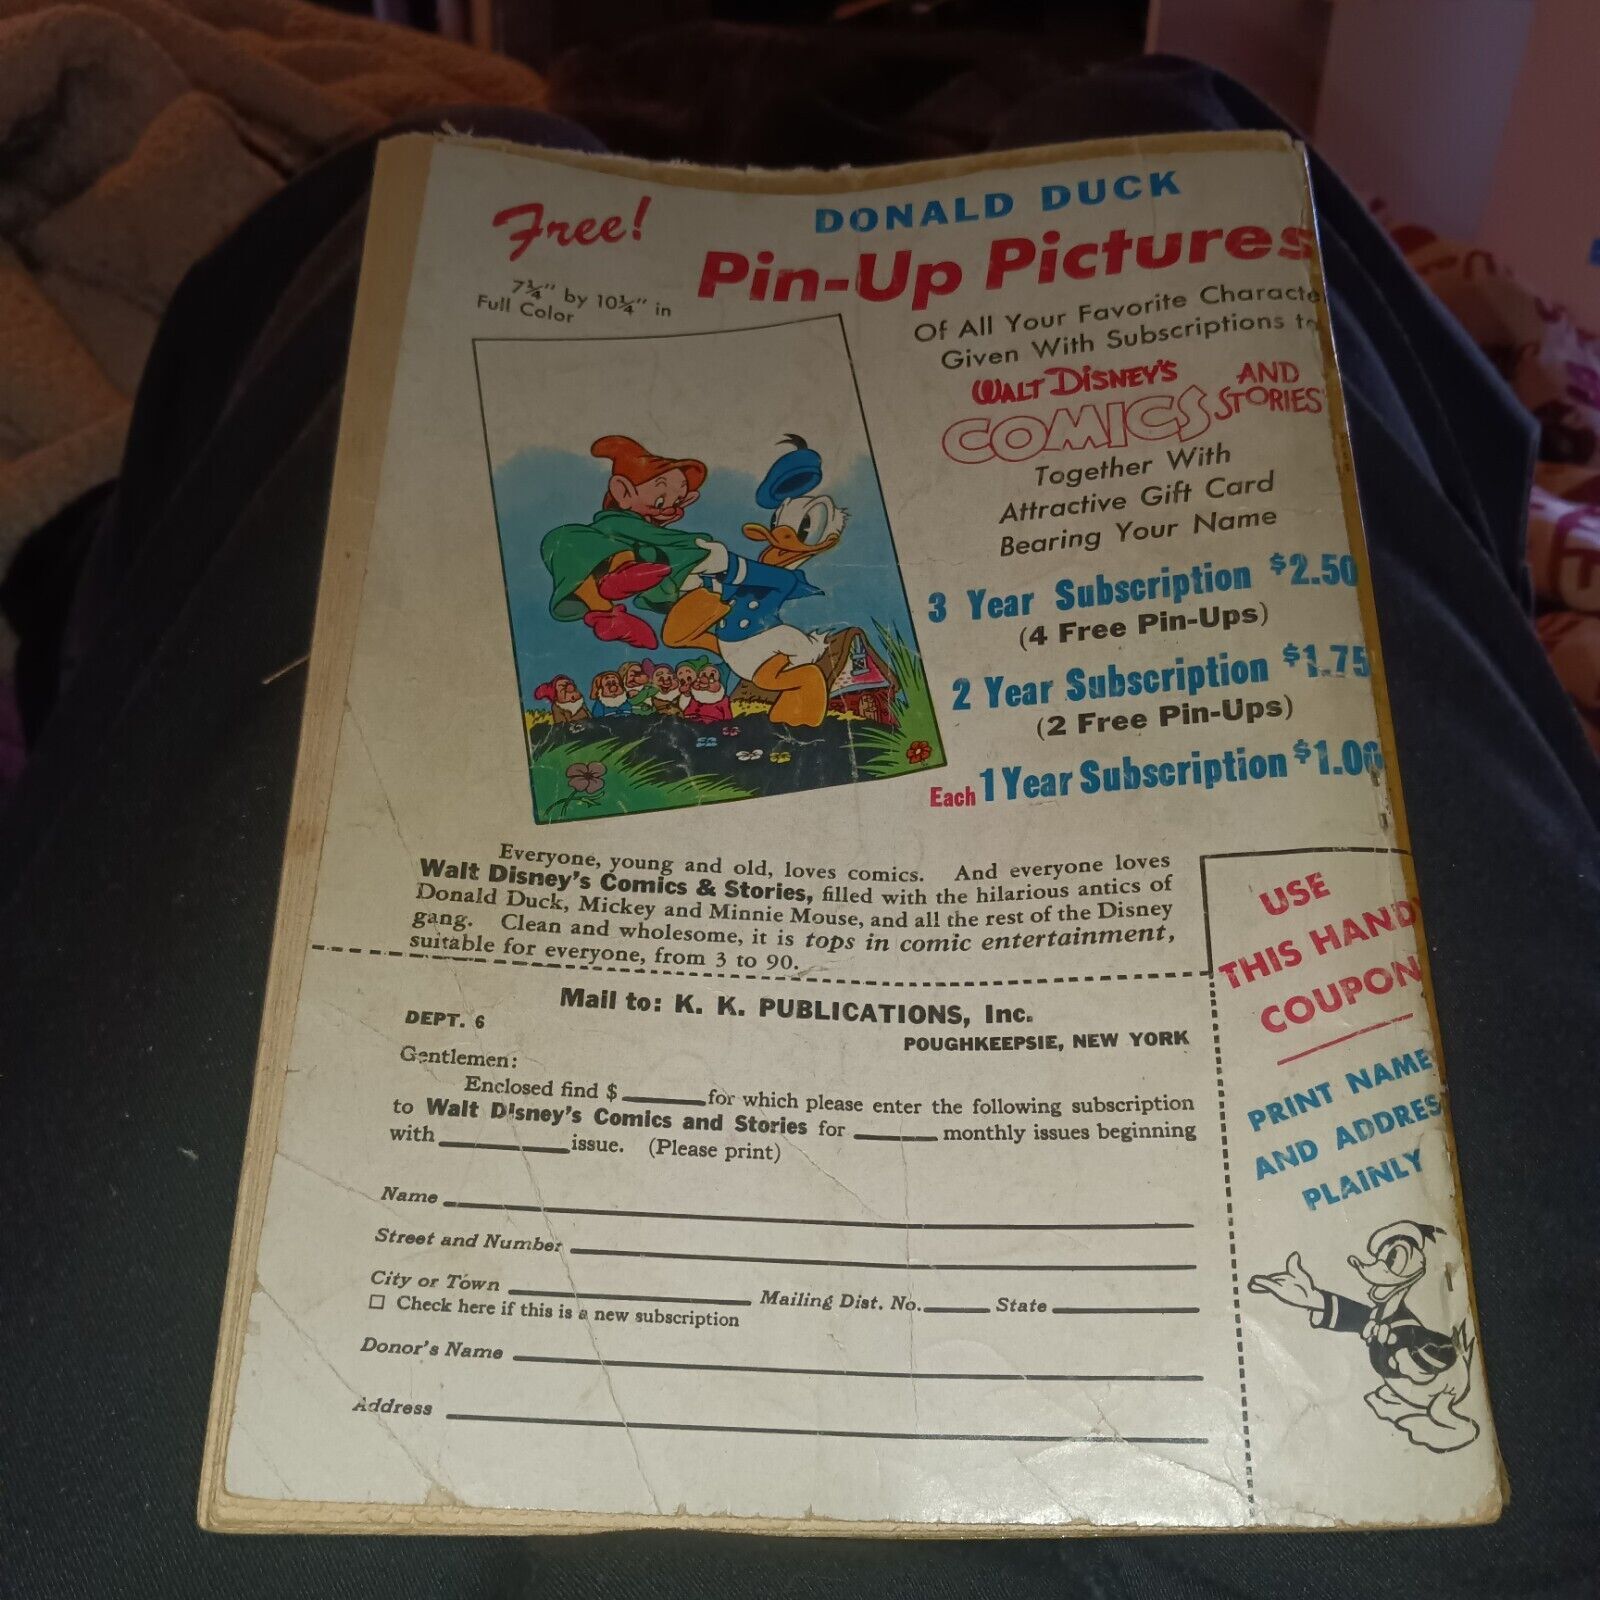 Free!
7¾" by 10¼" in
Full Color
DONALD DUCK
Pin-Up Pictures
Of All Your Favorite Characte
Given With Subscriptions to
WALT DISNEY'S
COMICS AND STORIES
Together With
Attractive Gift Card
Bearing Your Name
3 Year Subscription $2.50
(4 Free Pin-Ups)
2 Year Subscription $1.75
(2 Free Pin-Ups)
Each 1 Year Subscription $1.00
Everyone, young and old, loves comics. And everyone loves
Walt Disney's Comics & Stories, filled with the hilarious antics of
Donald Duck, Mickey and Minnie Mouse, and all the rest of the Disney
gang. Clean and wholesome, it is tops in comic entertainment,
suitable for everyone, from 3 to 90.
Mail to: K. K. PUBLICATIONS, Inc.
DEPT. 6
POUGHKEEPSIE, NEW YORK
Gentlemen:
Enclosed find $ for which please enter the following subscription
to Walt Disney's Comics and Stories for monthly issues beginning
with issue. (Please print)
Name
Street and Number
City or Town Mailing Dist. No. State
Check here if this is a new subscription
Donor's Name
Address
USE
THIS HANDY
COUPON
PRINT NAME
AND ADDRESS
PLAINLY